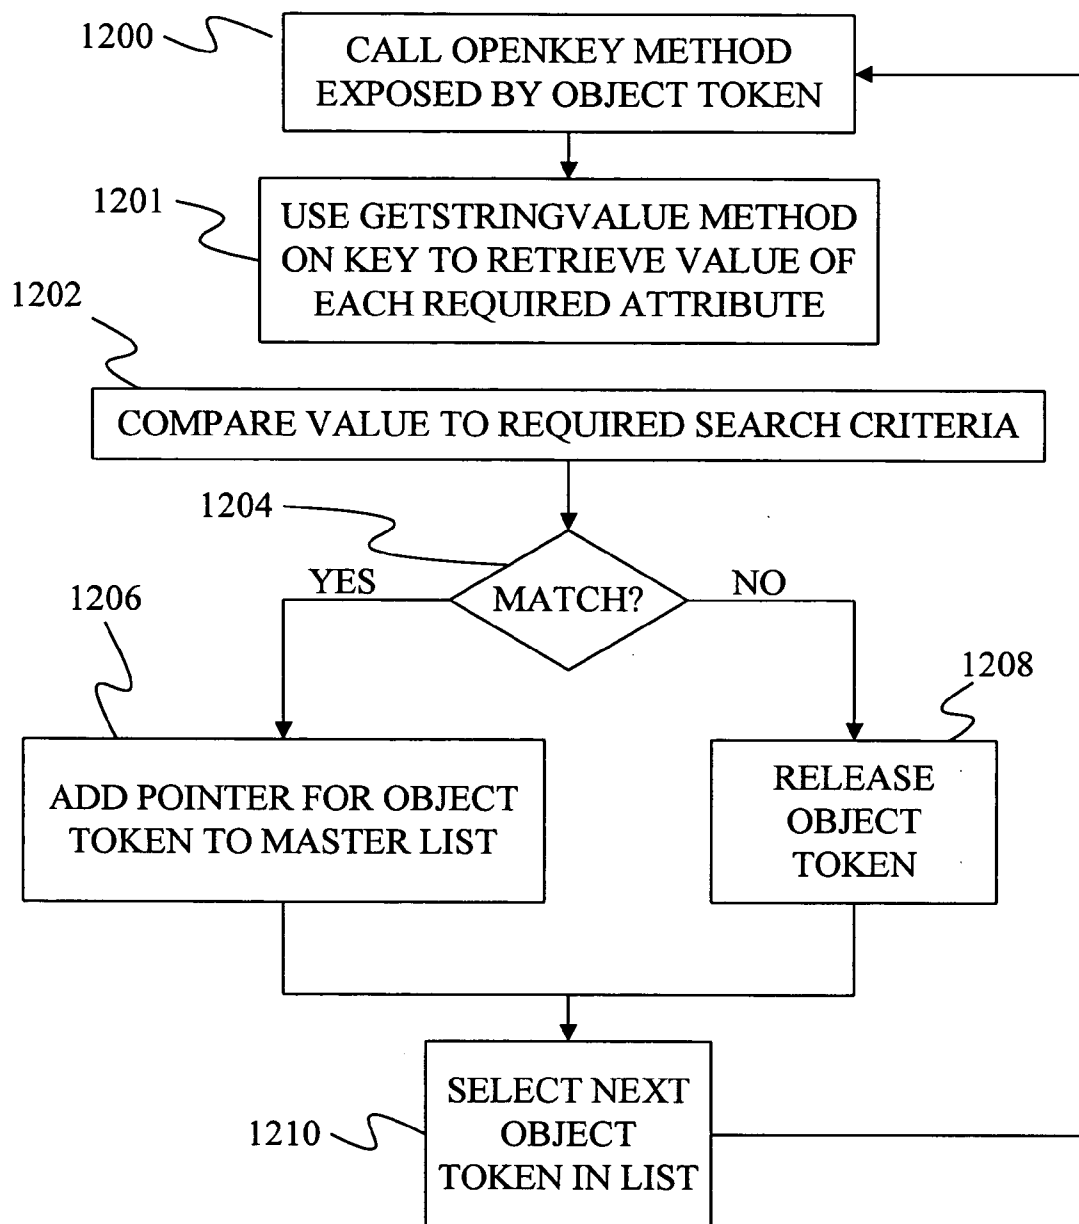 1200
CALL OPENKEY METHOD
EXPOSED BY OBJECT TOKEN
1201
USE GETSTRINGVALUE METHOD
ON KEY TO RETRIEVE VALUE OF
EACH REQUIRED ATTRIBUTE
1202
COMPARE VALUE TO REQUIRED SEARCH CRITERIA
1204
MATCH?
YES
NO
1206
ADD POINTER FOR OBJECT
TOKEN TO MASTER LIST
1208
RELEASE
OBJECT
TOKEN
1210
SELECT NEXT
OBJECT
TOKEN IN LIST